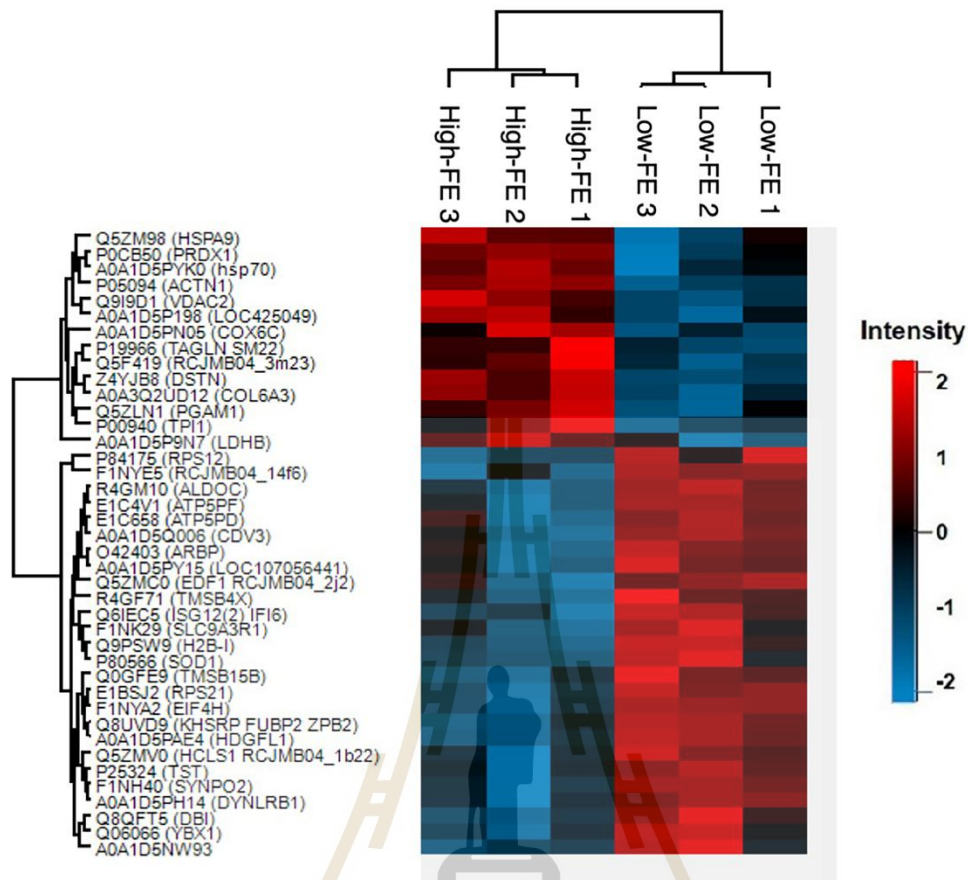 High-FE 3
High-FE 2
High-FE 1
Low-FE 3
Low-FE 2
Low-FE 1
Q5ZM98 (HSPA9)
P0CB50 (PRDX1)
A0A1D5PYK0 (hsp70)
P05094 (ACTN1)
Q9I9D1 (VDAC2)
A0A1D5P198 (LOC425049)
A0A1D5PN05 (COX6C)
P19966 (TAGLN SM22)
Q5F419 (RCJMB04_3m23)
Z4YJB8 (DSTN)
A0A3Q2UD12 (COL6A3)
Q5ZLN1 (PGAM1)
P00940 (TPI1)
A0A1D5P9N7 (LDHB)
P84175 (RPS12)
F1NYE5 (RCJMB04_14f6)
R4GM10 (ALDOC)
E1C4V1 (ATP5PF)
E1C658 (ATP5PD)
A0A1D5Q006 (CDV3)
O42403 (ARBP)
A0A1D5PY15 (LOC107056441)
Q5ZMC0 (EDF1 RCJMB04_2j2)
R4GF71 (TMSB4X)
Q6IEC5 (ISG12(2) IFI6)
F1NK29 (SLC9A3R1)
Q9PSW9 (H2B-I)
P80566 (SOD1)
Q0GFE9 (TMSB15B)
E1BSJ2 (RPS21)
F1NYA2 (EIF4H)
Q8UVD9 (KHSRP FUBP2 ZPB2)
A0A1D5PAE4 (HDGFL1)
Q5ZMV0 (HCLS1 RCJMB04_1b22)
P25324 (TST)
F1NH40 (SYNPO2)
A0A1D5PH14 (DYNLRB1)
Q8QFT5 (DBI)
Q06066 (YBX1)
A0A1D5NW93
Intensity
2
1
0
-1
-2